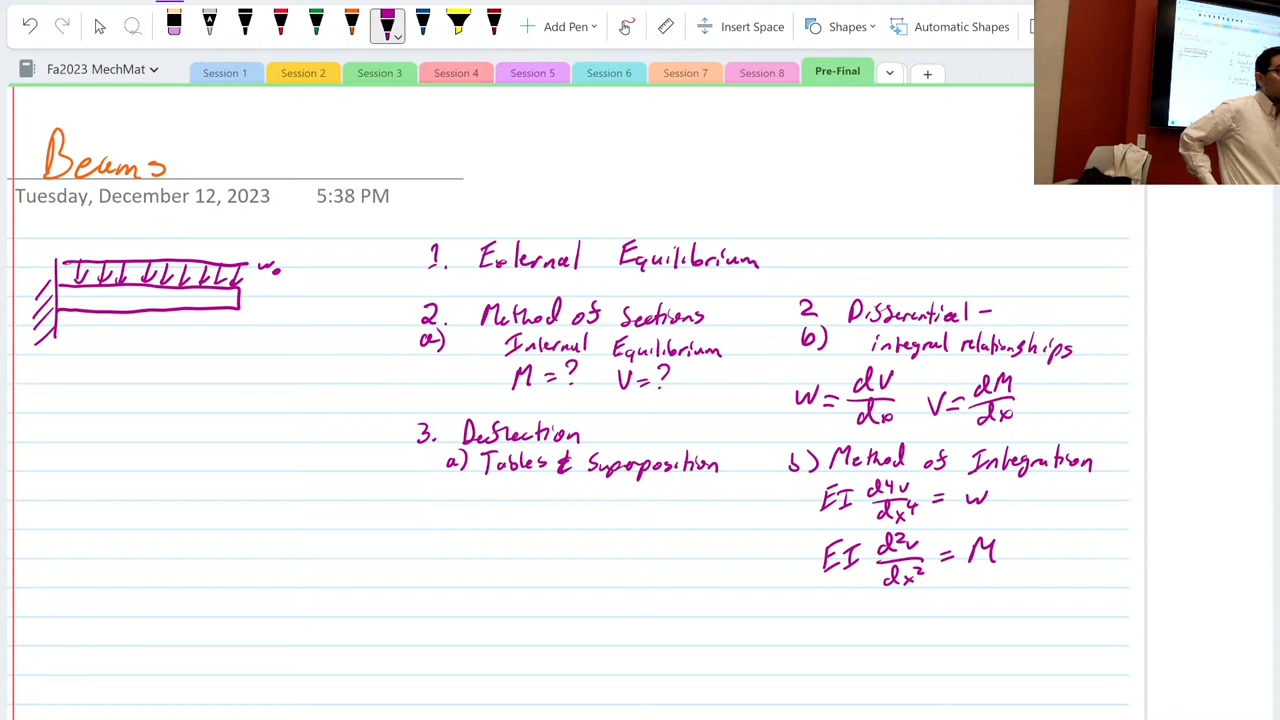 Add Pen
Insert Space
Shapes
Automatic Shapes
Fa2023 MechMat
Session 1
Session 2
Session 3
Session 4
Session 5
Session 6
Session 7
Session 8
Pre-Final
Beams
Tuesday, December 12, 2023 5:38 PM
w₀
1. External Equilibrium
2. Method of Sections
a) Internal Equilibrium
M = ? V = ?
2 Differential -
b) integral relationships
w = dV/dx V = dM/dx
3. Deflection
a) Tables & Superposition
b) Method of Integration
EI d4v/dx⁴ = w
EI d²v/dx² = M